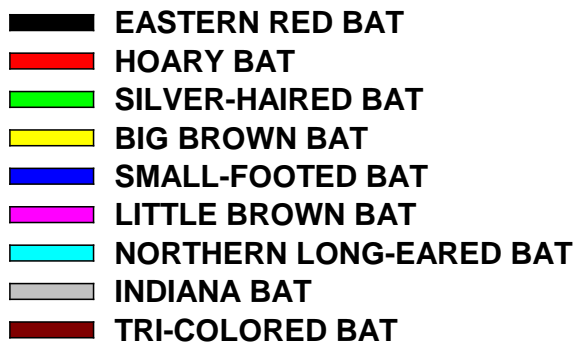 EASTERN RED BAT
HOARY BAT
SILVER-HAIRED BAT
BIG BROWN BAT
SMALL-FOOTED BAT
LITTLE BROWN BAT
NORTHERN LONG-EARED BAT
INDIANA BAT
TRI-COLORED BAT